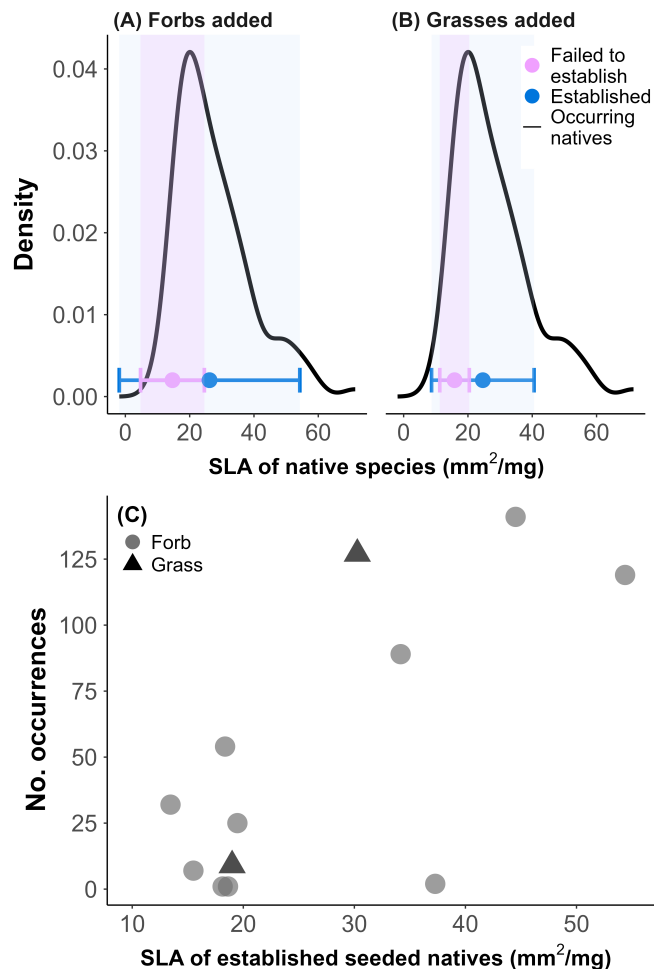 (A) Forbs added
(B) Grasses added
Failed to
establish
Established
Occurring
natives
Density
0.04
0.03
0.02
0.01
0.00
0 20 40 60
0 20 40 60
SLA of native species (mm²/mg)
(C)
Forb
Grass
No. occurrences
125
100
75
50
25
0
10 20 30 40 50
SLA of established seeded natives (mm²/mg)